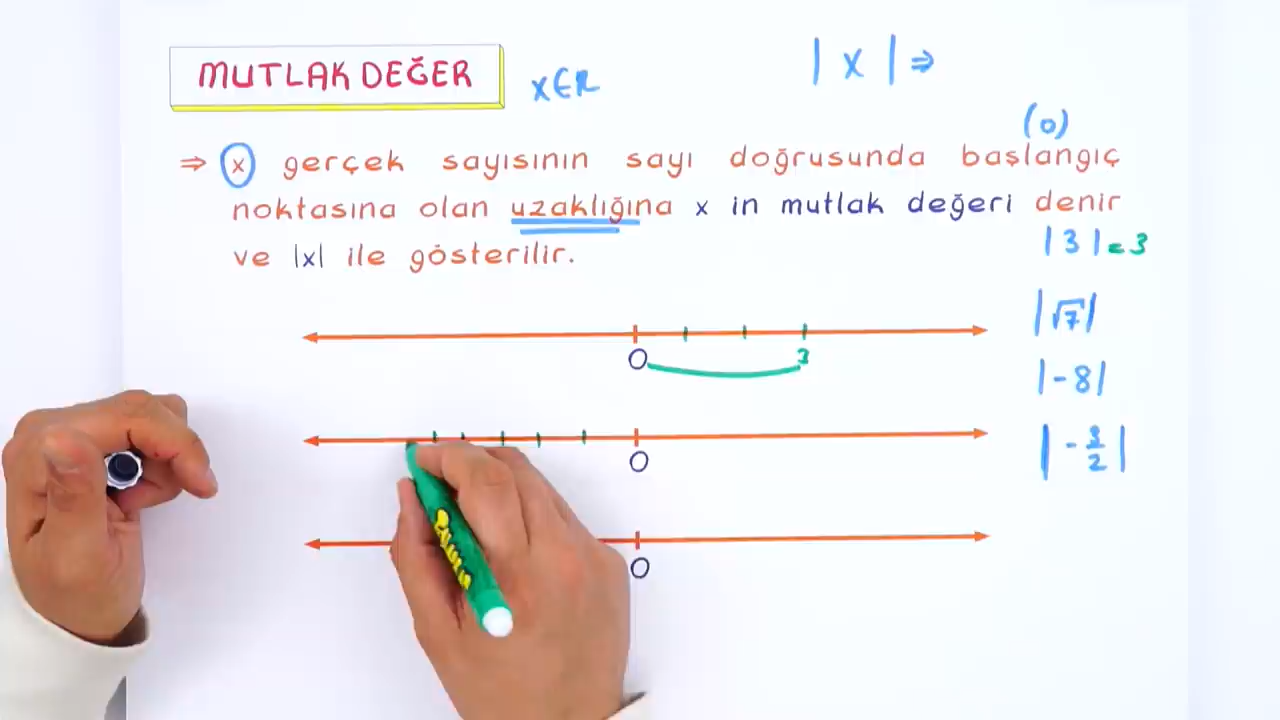 MUTLAK DEĞER
x∈R
|x| ⇒
(0)
⇒ x gerçek sayısının sayı doğrusunda başlangıç
noktasına olan uzaklığına x in mutlak değeri denir
ve |x| ile gösterilir.
|3| = 3
|√7|
|-8|
|-3/2|
0 3
0
0